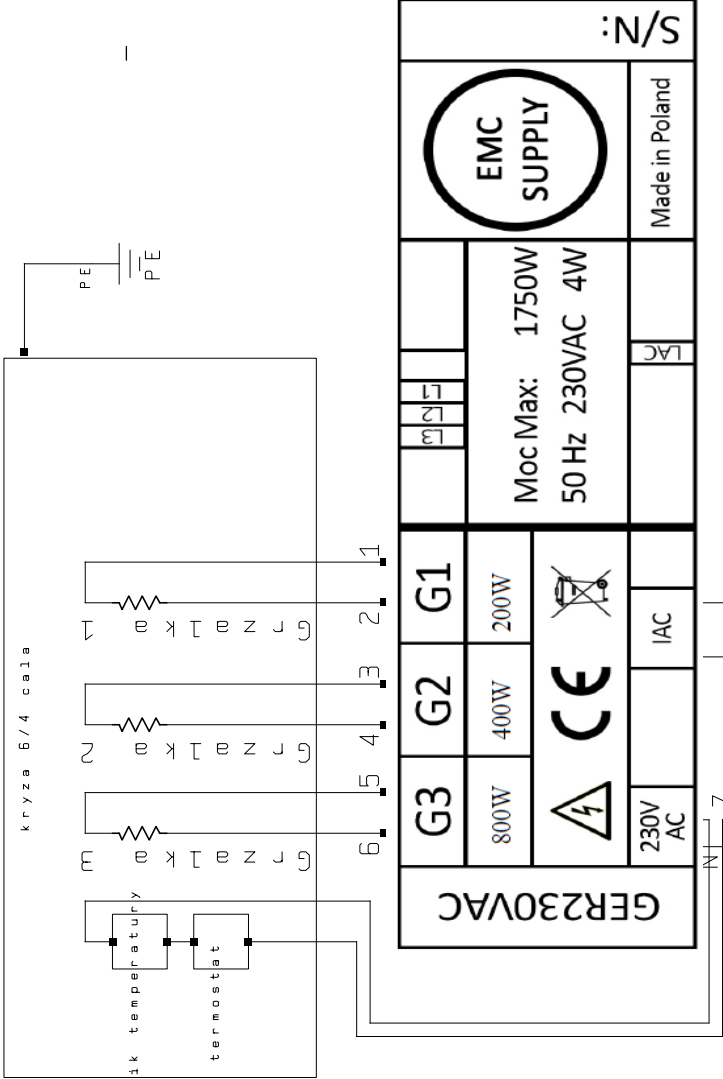 S/N:
EMC
SUPPLY
Made in Poland
PE
PE
L1
L2
L3
Moc Max: 1750W
50 Hz 230VAC 4W
LAC
kryza 6/4 cala
Grzalka 1
1
2
G1
200W
IAC
Grzalka 2
3
4
G2
400W
CE
Grzalka 3
5
6
G3
800W
230V
AC
7
N
GER230VAC
ik temperatury
termostat